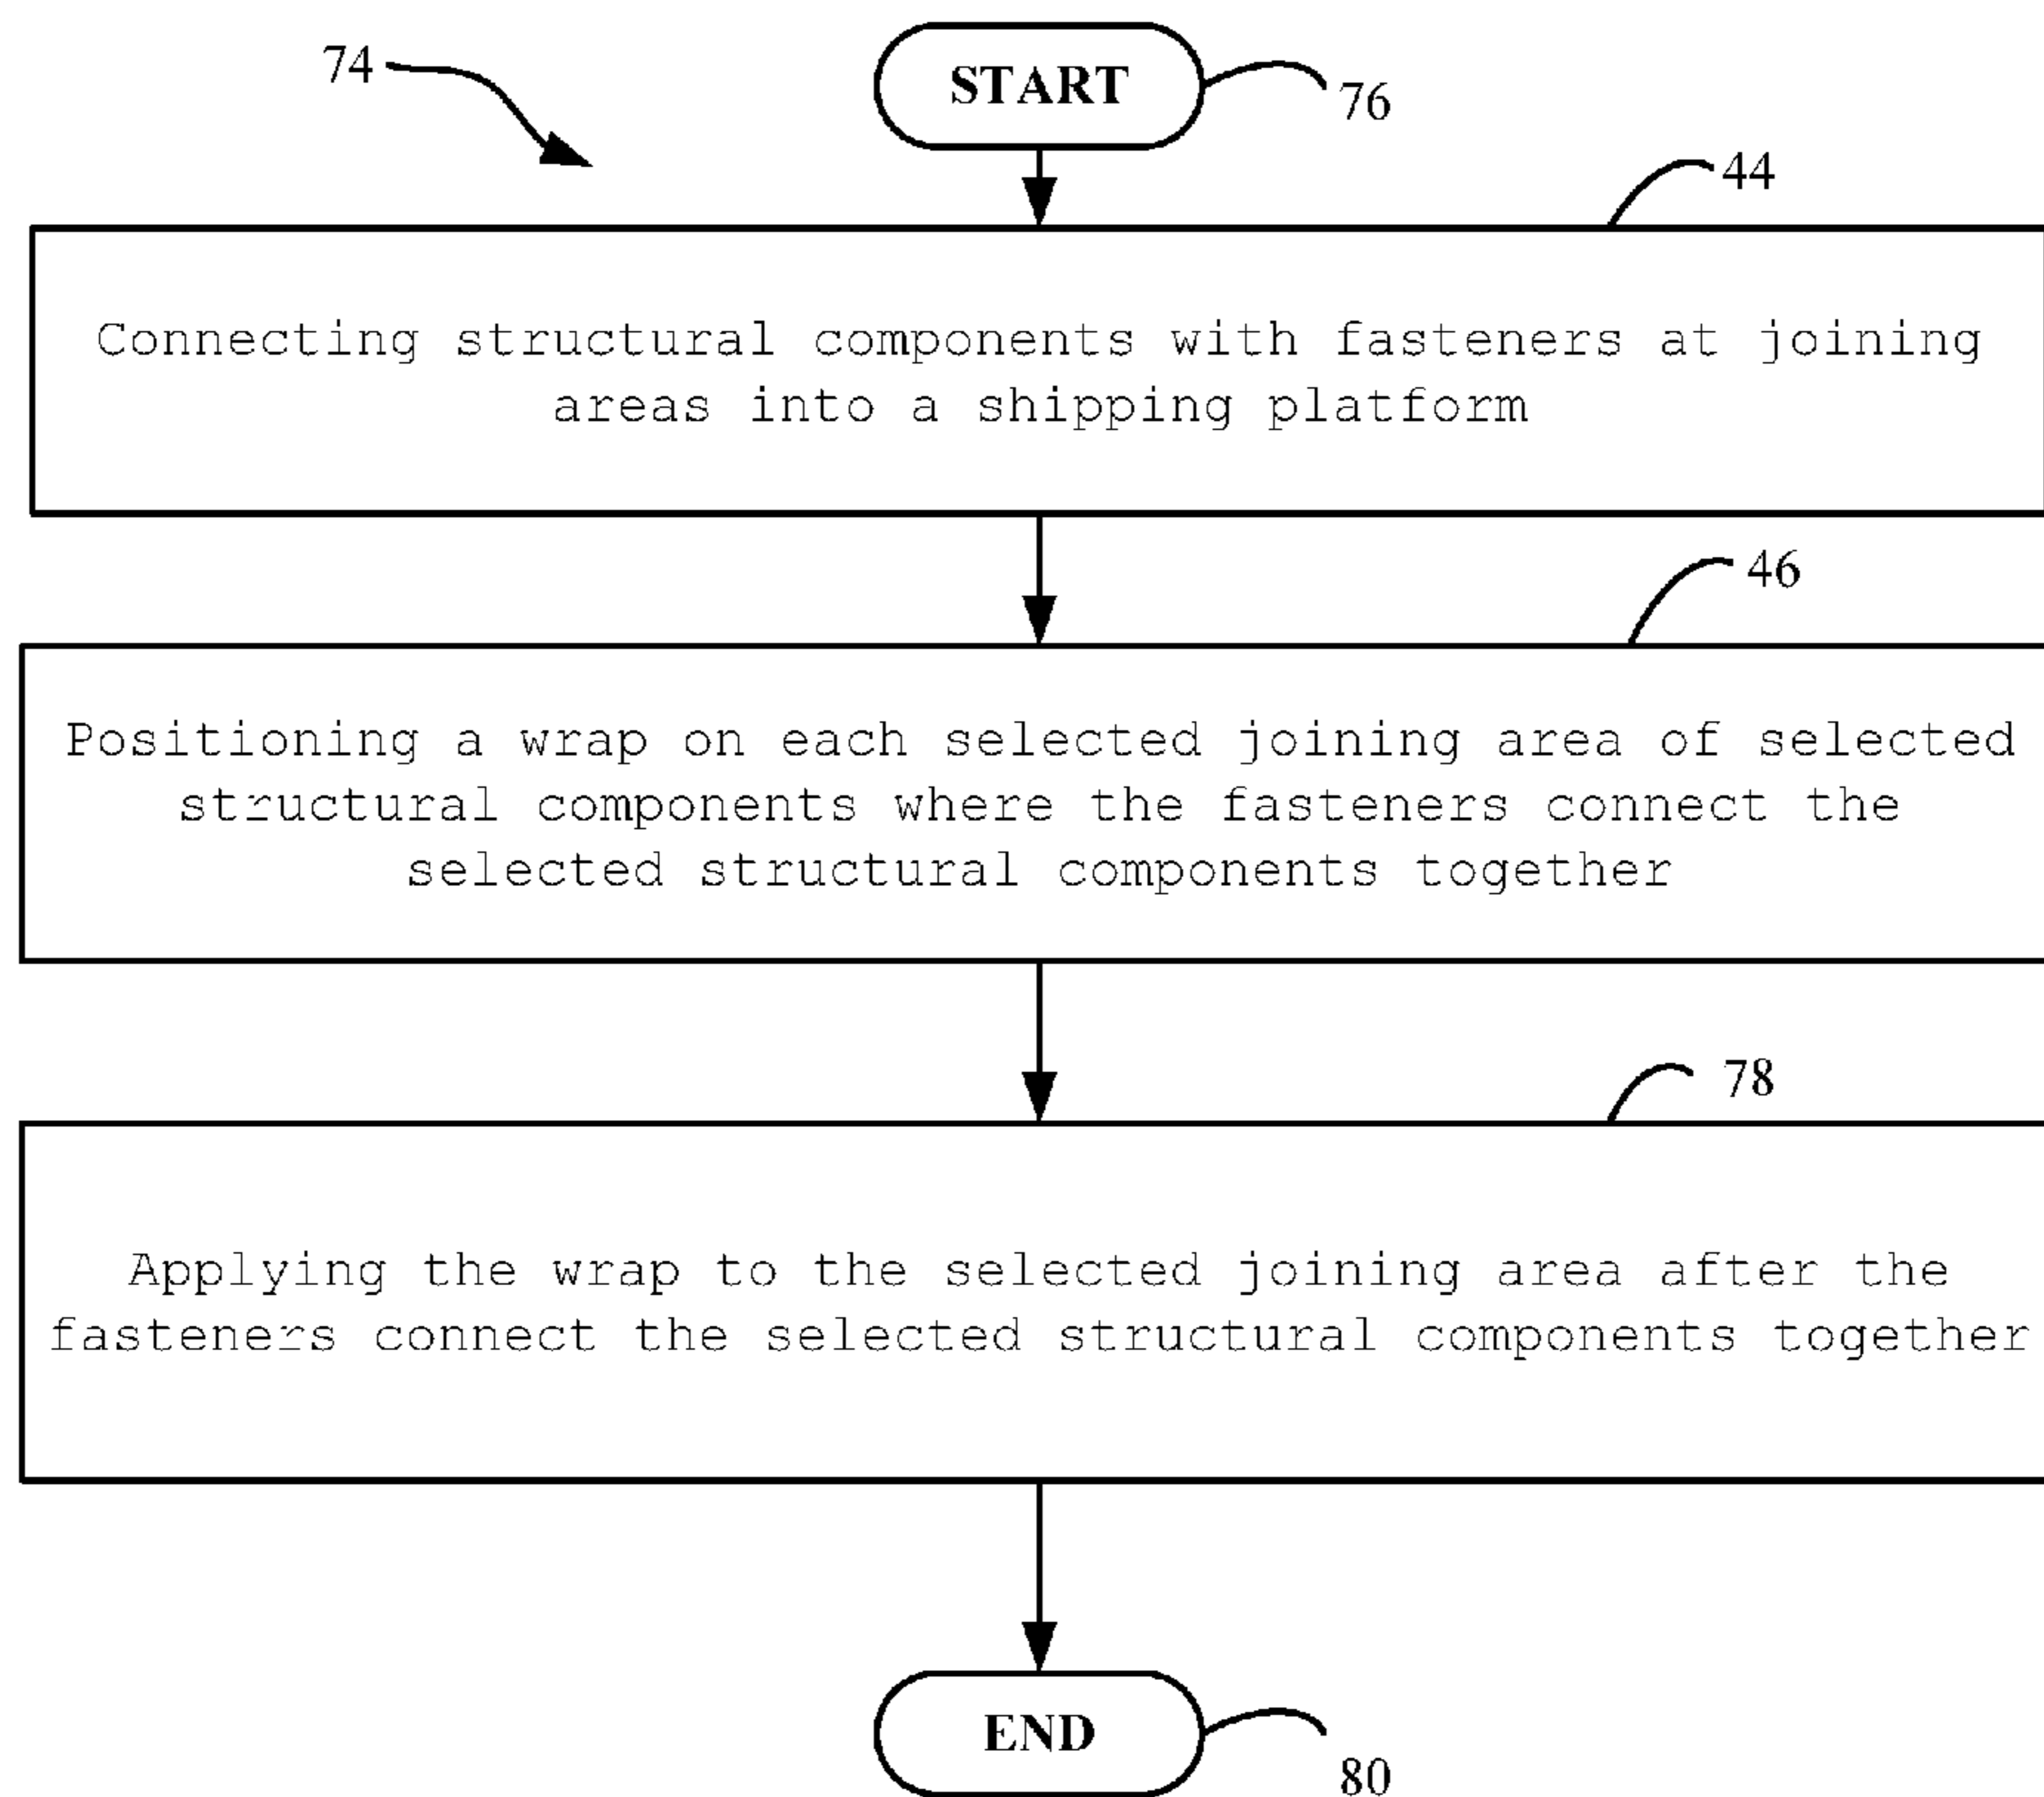 74
START
76
44
Connecting structural components with fasteners at joining
areas into a shipping platform
46
Positioning a wrap on each selected joining area of selected
structural components where the fasteners connect the
selected structural components together
78
Applying the wrap to the selected joining area after the
fasteners connect the selected structural components together
END
80